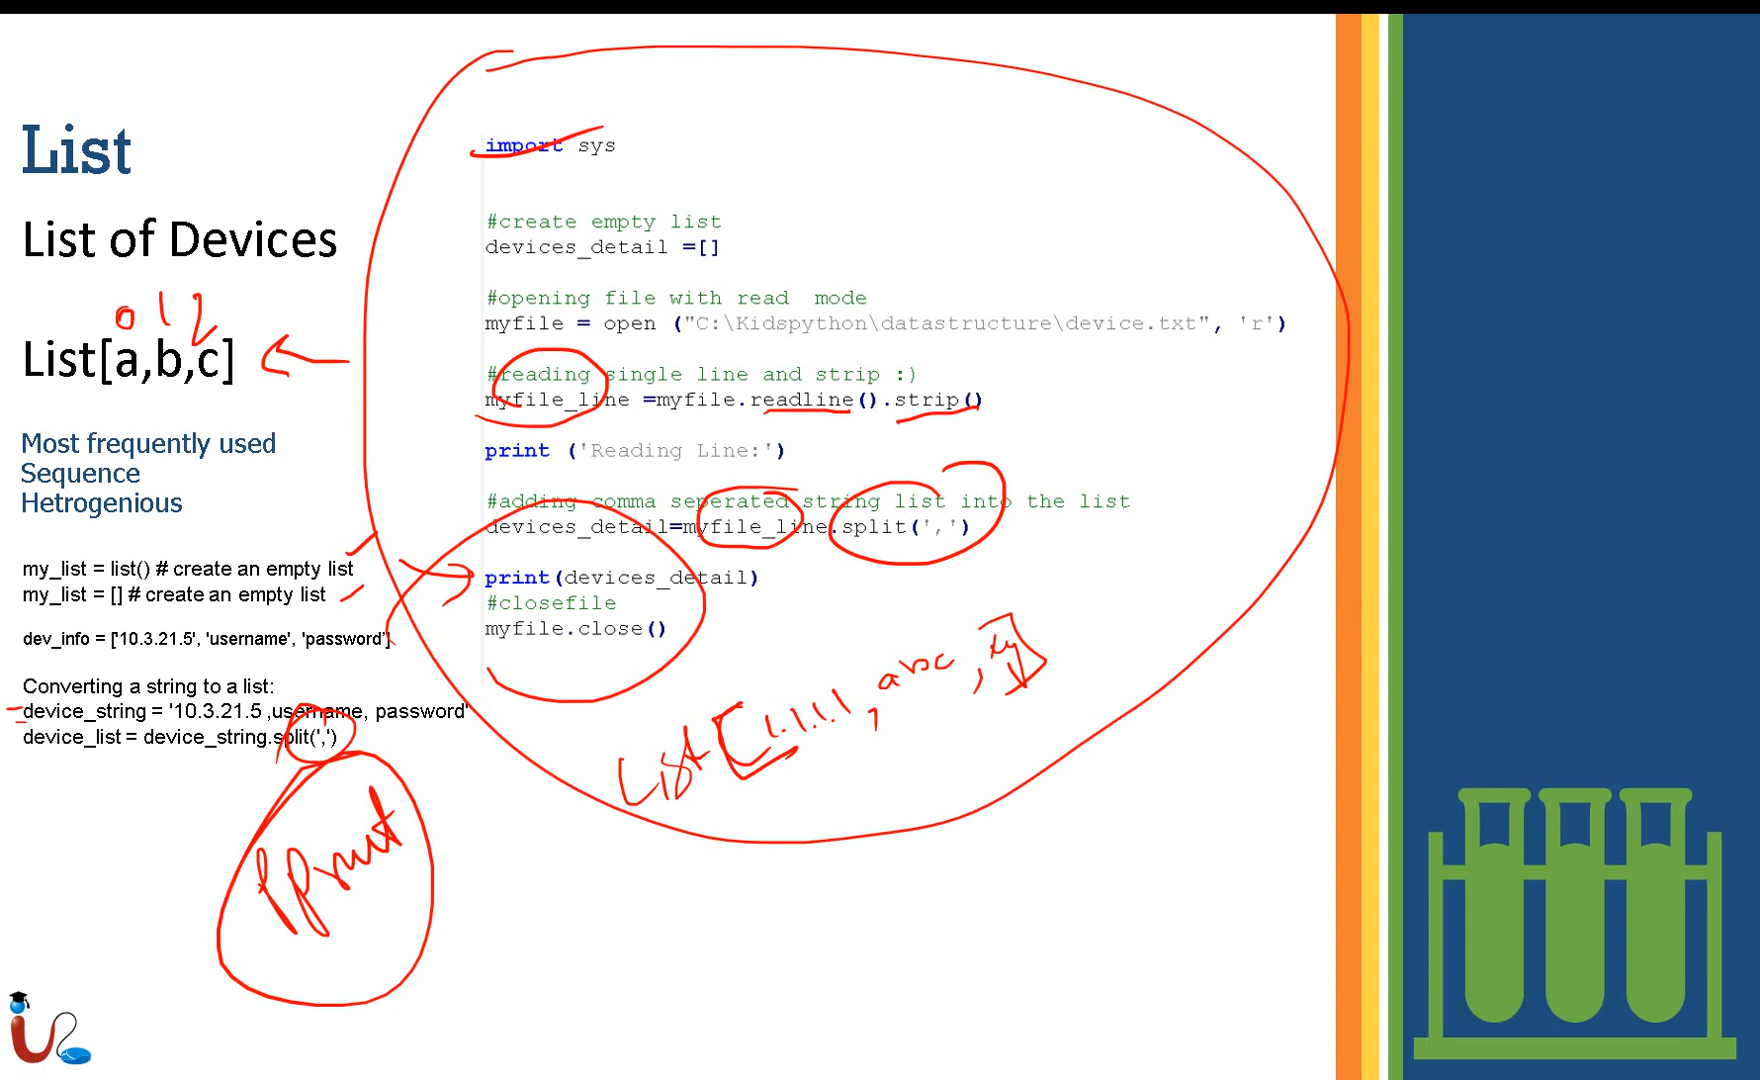 List
List of Devices
0 1 2
List[a,b,c]
Most frequently used
Sequence
Hetrogenious
my_list = list() # create an empty list
my_list = [] # create an empty list
dev_info = ['10.3.21.5', 'username', 'password']
Converting a string to a list:
device_string = '10.3.21.5 ,username, password'
device_list = device_string.split(',')
pprint
import sys
#create empty list
devices_detail =[]
#opening file with read  mode
myfile = open ("C:\Kidspython\datastructure\device.txt", 'r')
#reading single line and strip :)
myfile_line =myfile.readline().strip()
print ('Reading Line:')
#adding comma seperated string list into the list
devices_detail=myfile_line.split(',')
print(devices_detail)
#closefile
myfile.close()
List [1.1.1.1, abc, ]